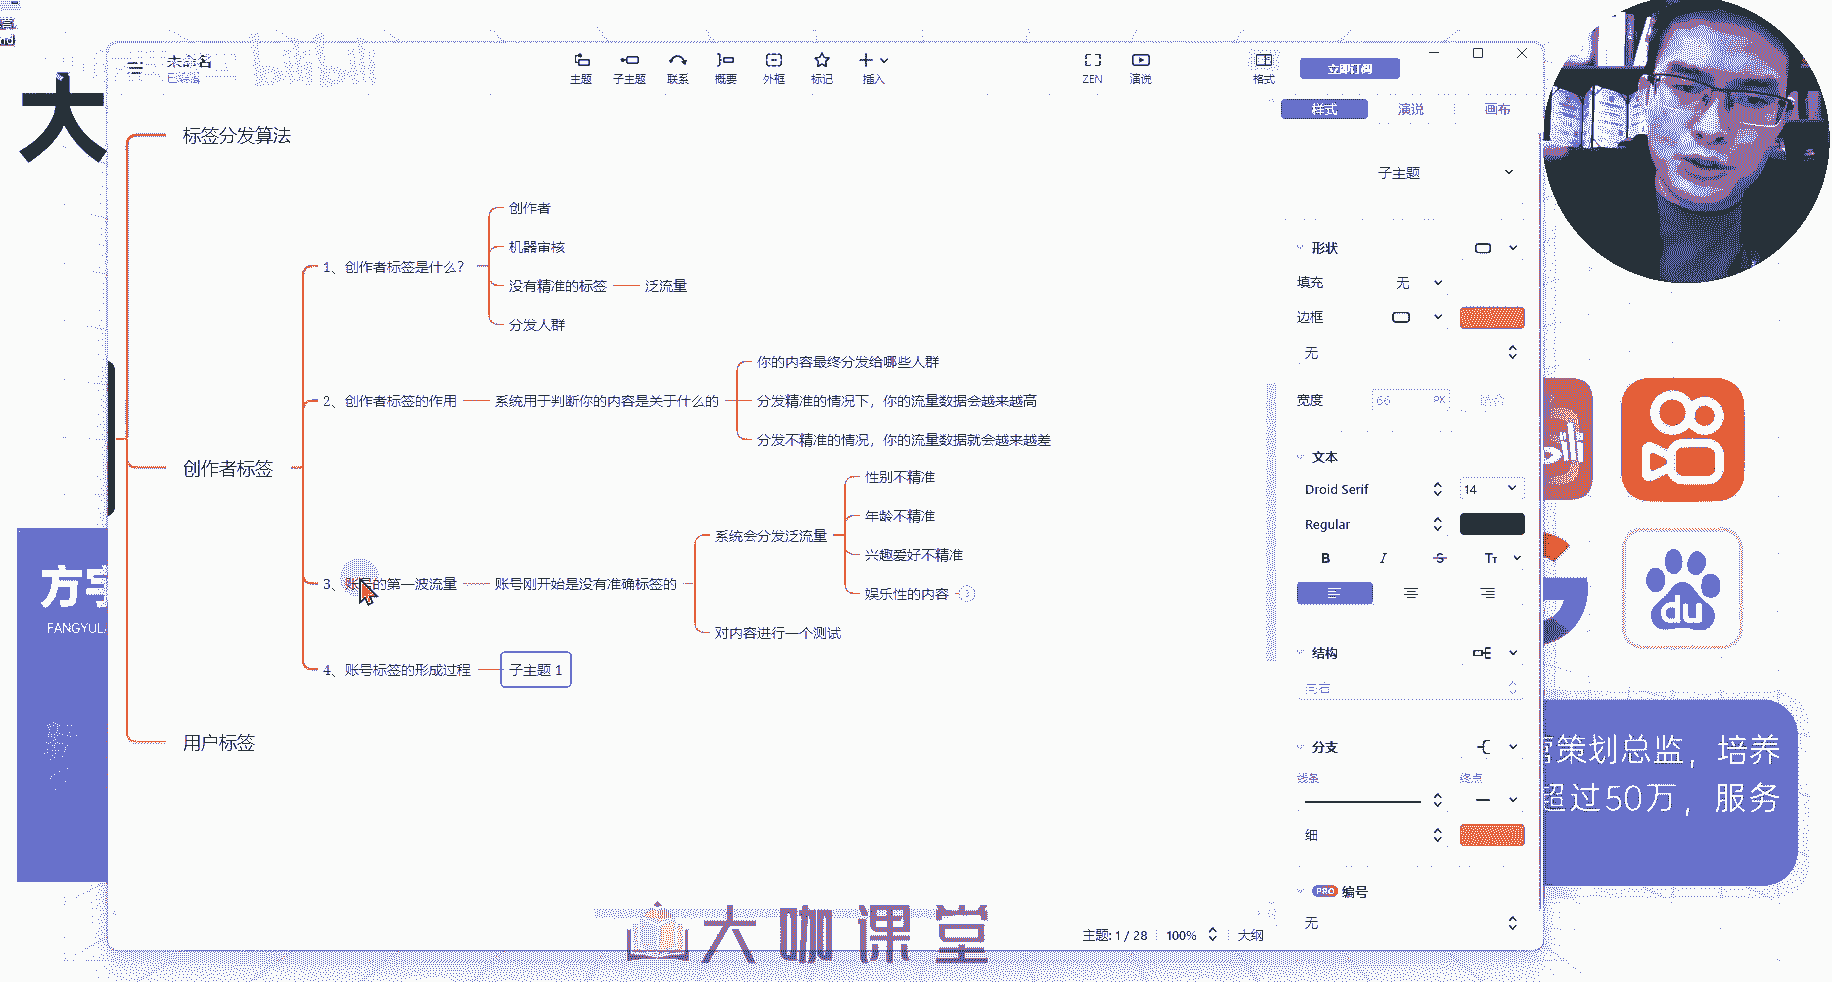 大
未命名
主题
子主题
联系
概要
外框
标记
插入
ZEN
演说
格式
立即订阅
样式
演说
画布
标签分发算法
创作者
1、创作者标签是什么?
机器审核
没有精准的标签
泛流量
分发人群
你的内容最终分发给哪些人群
2、创作者标签的作用
系统用于判断你的内容是关于什么的
分发精准的情况下，你的流量数据会越来越高
分发不精准的情况，你的流量数据就会越来越差
创作者标签
性别不精准
年龄不精准
系统会分发泛流量
兴趣爱好不精准
3、账号的第一波流量
账号刚开始是没有准确标签的
娱乐性的内容
对内容进行一个测试
4、账号标签的形成过程
子主题 1
用户标签
子主题
形状
填充
无
边框
无
宽度
66
PX
文本
Droid Serif
14
Regular
B
I
S
TT
结构
向右
分支
线条
终点
细
PRO
编号
无
主题: 1 / 28
100%
大纲
方宇
FANGYUL
du
营策划总监，培养
超过50万，服务
大咖课堂